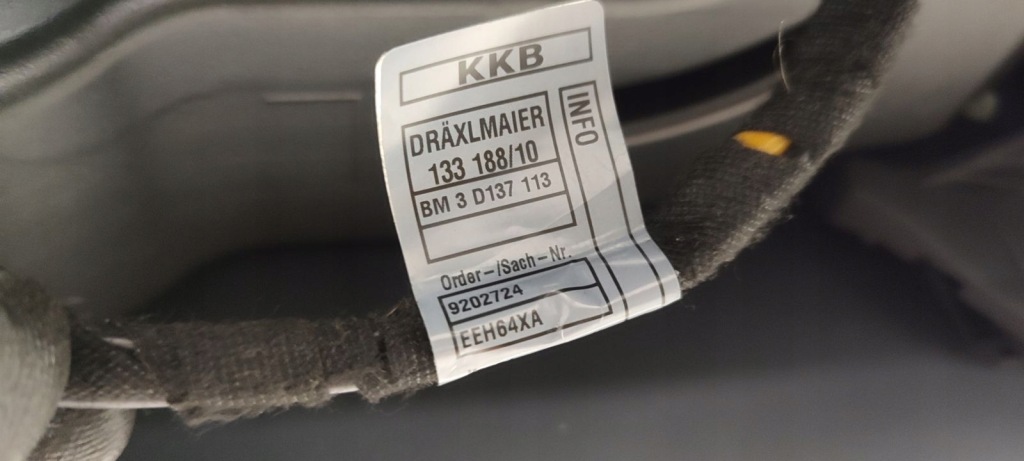 KKB
DRÄXLMAIER
133 188/10
BM 3 D137 113
INFO
Order-/Sach-Nr.
9202724
EEH64XA